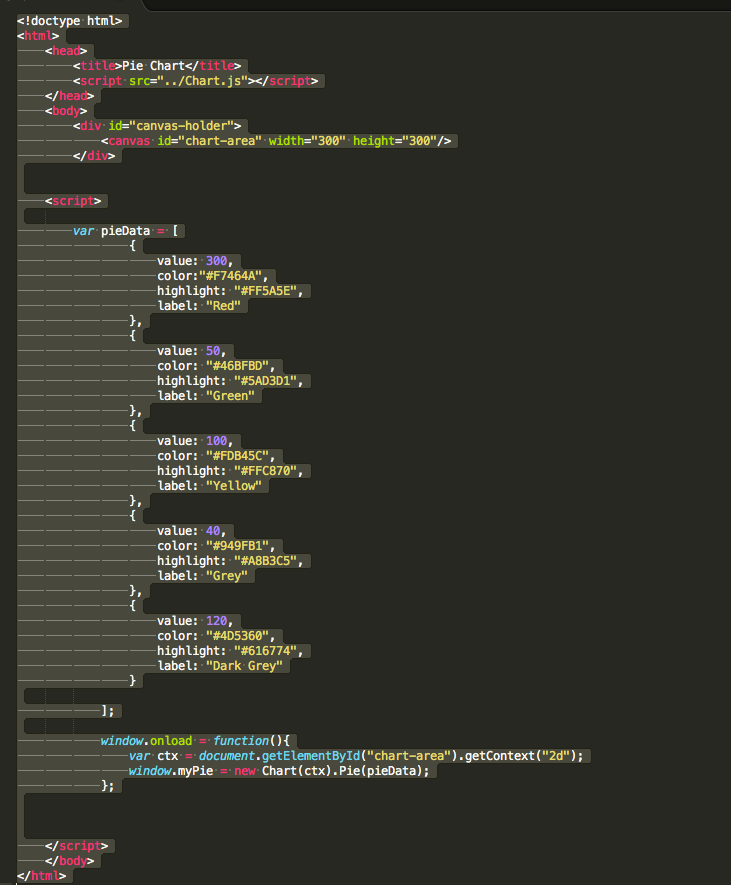 <!doctype html>
<html>
<head>
<title>Pie Chart</title>
<script src="../Chart.js"></script>
</head>
<body>
<div id="canvas-holder">
<canvas id="chart-area" width="300" height="300"/>
</div>
<script>
var pieData = [
{
value: 300,
color:"#F7464A",
highlight: "#FF5A5E",
label: "Red"
},
{
value: 50,
color: "#46BFBD",
highlight: "#5AD3D1",
label: "Green"
},
{
value: 100,
color: "#FDB45C",
highlight: "#FFC870",
label: "Yellow"
},
{
value: 40,
color: "#949FB1",
highlight: "#A8B3C5",
label: "Grey"
},
{
value: 120,
color: "#4D5360",
highlight: "#616774",
label: "Dark Grey"
}
];
window.onload = function(){
var ctx = document.getElementById("chart-area").getContext("2d");
window.myPie = new Chart(ctx).Pie(pieData);
};
</script>
</body>
</html>